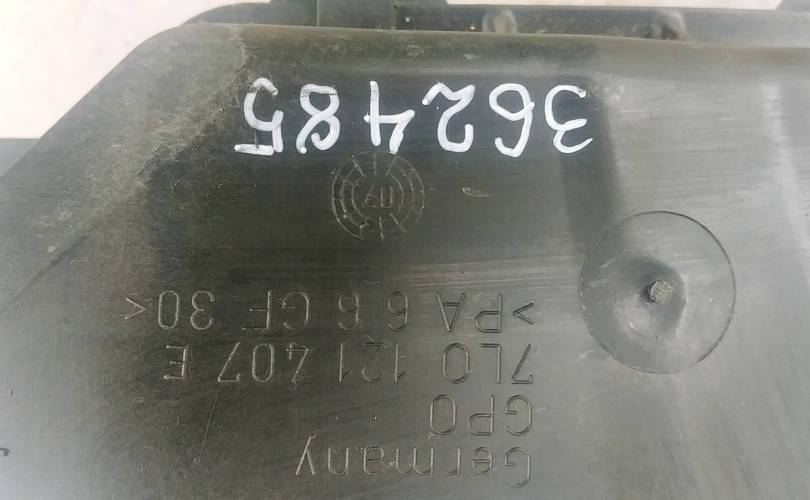 Germany
GPO
7L0 121 407 E
>PA 6 6 GF 30<
362485